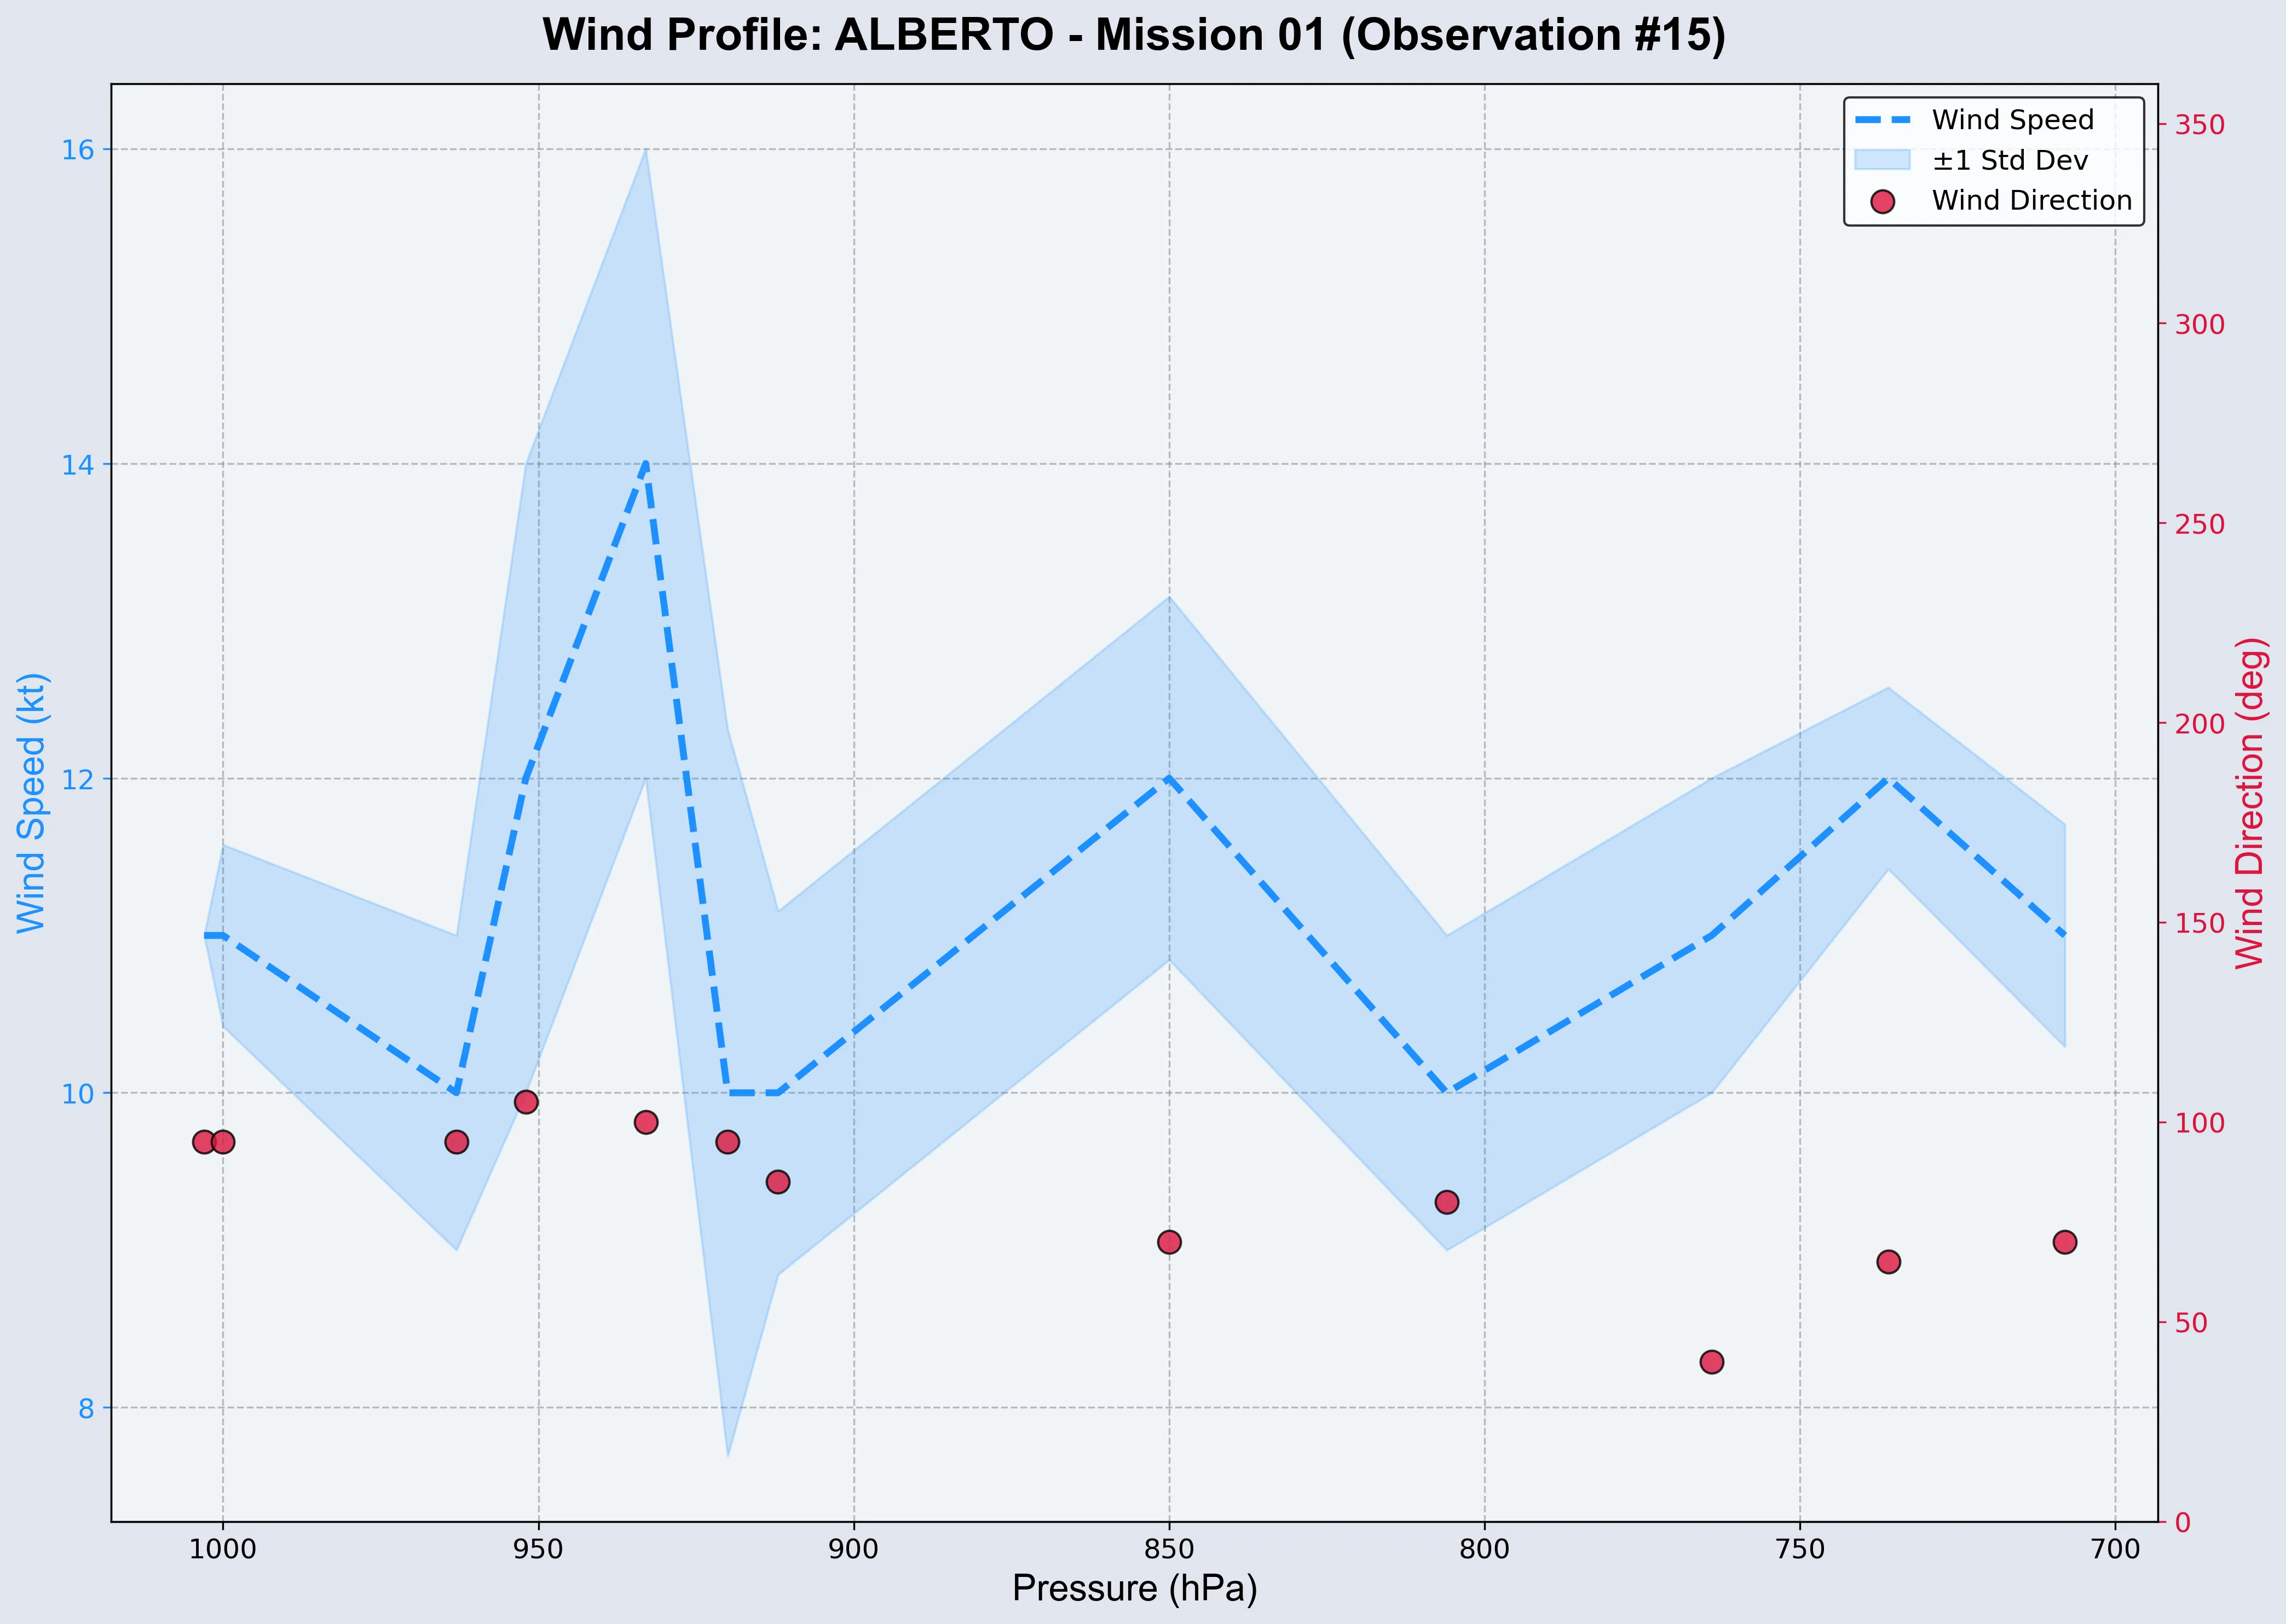 Wind Profile: ALBERTO - Mission 01 (Observation #15)
Wind Speed
±1 Std Dev
Wind Direction
Wind Speed (kt)
16
14
12
10
8
350
300
250
200
150
100
50
0
Wind Direction (deg)
1000 950 900 850 800 750 700
Pressure (hPa)